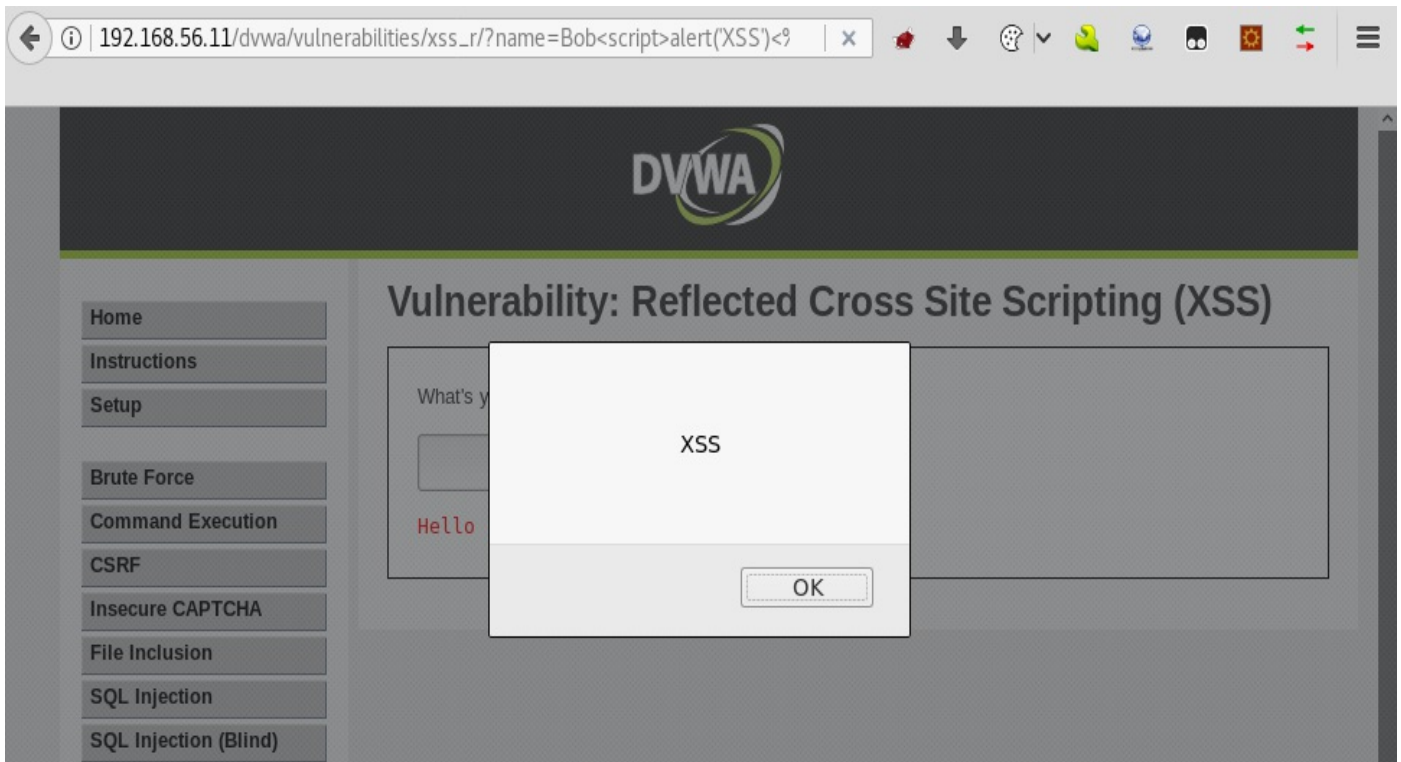 192.168.56.11/dvwa/vulnerabilities/xss_r/?name=Bob<script>alert('XSS')<%
DVWA
Vulnerability: Reflected Cross Site Scripting (XSS)
Home
Instructions
Setup
Brute Force
Command Execution
CSRF
Insecure CAPTCHA
File Inclusion
SQL Injection
SQL Injection (Blind)
What's y
Hello
XSS
OK